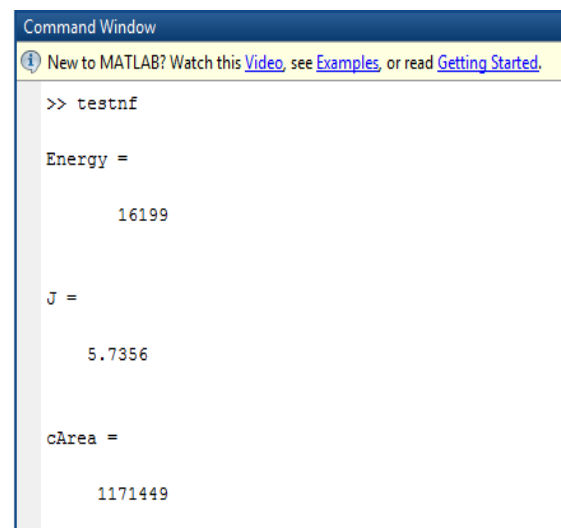 Command Window
New to MATLAB? Watch this Video, see Examples, or read Getting Started.
>> testnf
Energy =
16199
J =
5.7356
cArea =
1171449